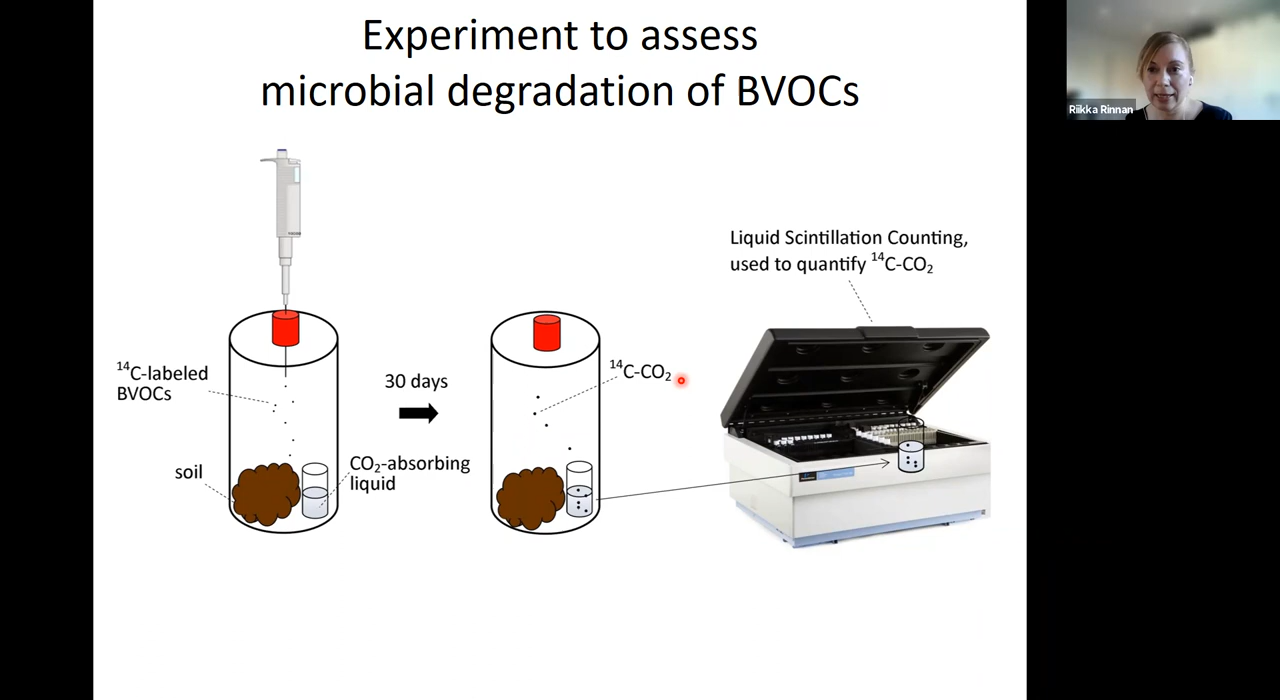 Experiment to assess
microbial degradation of BVOCs
Riikka Rinnan
Liquid Scintillation Counting,
used to quantify ¹⁴C-CO₂
¹⁴C-labeled
BVOCs
30 days
¹⁴C-CO₂
soil
CO₂-absorbing
liquid